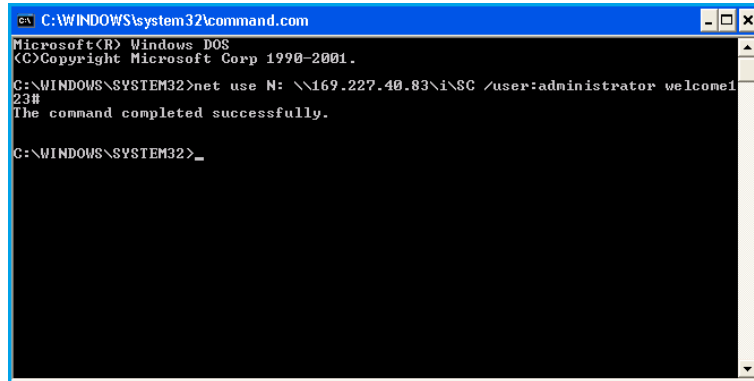 C:\WINDOWS\system32\command.com
Microsoft(R) Windows DOS
(C)Copyright Microsoft Corp 1990-2001.
C:\WINDOWS\SYSTEM32>net use N: \\169.227.40.83\i\SC /user:administrator welcome1
23#
The command completed successfully.
C:\WINDOWS\SYSTEM32>_